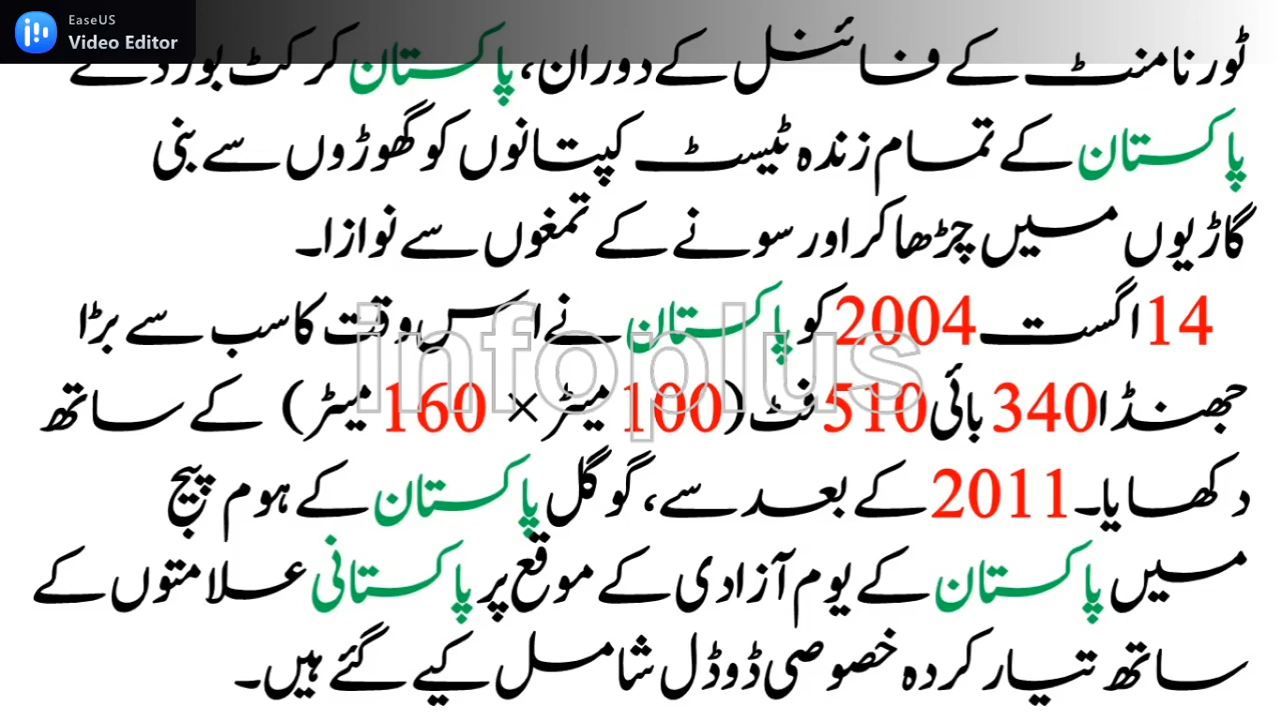 EaseUS
Video Editor
ٹورنامنٹ کے فائنل کے دوران، پاکستان کرکٹ بورڈ نے
پاکستان کے تمام زندہ ٹیسٹ کپتانوں کو گھوڑوں سے بنی
گاڑیوں میں چڑھا کر اور سونے کے تمغوں سے نوازا۔
14 اگست 2004 کو پاکستان نے اس وقت کا سب سے بڑا
جھنڈا 340 بائی 510 فٹ (100 میٹر × 160 میٹر) کے ساتھ
دکھایا۔ 2011 کے بعد سے، گوگل پاکستان کے ہوم پیج
میں پاکستان کے یوم آزادی کے موقع پر پاکستانی علامتوں کے
ساتھ تیار کردہ خصوصی ڈوڈل شامل کیے گئے ہیں۔
infoplus